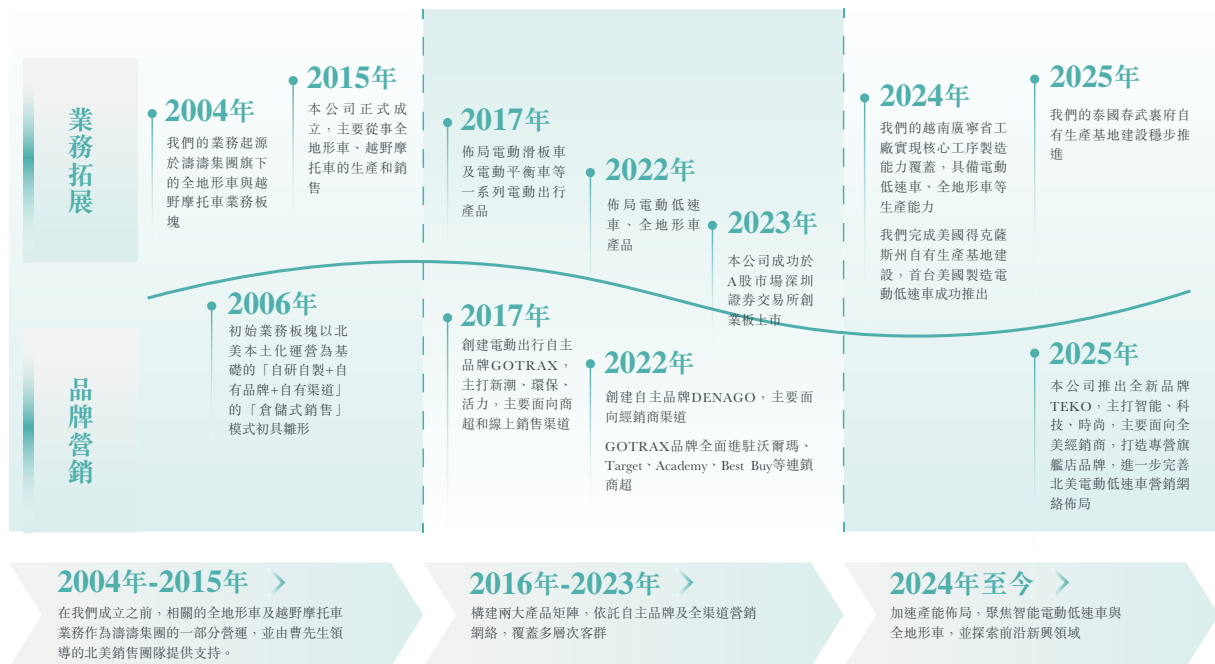 業務拓展
2004年
我們的業務起源
於濤濤集團旗下
的全地形車與越
野摩托車業務板
塊
2015年
本公司正式成
立，主要從事全
地形車、越野摩
托車的生產和銷
售
2017年
佈局電動滑板車
及電動平衡車等
一系列電動出行
產品
2022年
佈局電動低速
車、全地形車
產品
2023年
本公司成功於
A股市場深圳
證券交易所創
業板上市
2024年
我們的越南廣寧省工
廠實現核心工序製造
能力覆蓋，具備電動
低速車、全地形車等
生產能力
我們完成美國得克薩
斯州自有生產基地建
設，首台美國製造電
動低速車成功推出
2025年
我們的泰國春武裏府自
有生產基地建設穩步推
進
品牌營銷
2006年
初始業務板塊以北
美本土化運營為基
礎的「自研自製+自
有品牌+自有渠道」
的「倉儲式銷售」
模式初具雛形
2017年
創建電動出行自主
品牌GOTRAX，
主打新潮、環保、
活力，主要面向商
超和線上銷售渠道
2022年
創建自主品牌DENAGO，主要面
向經銷商渠道
GOTRAX品牌全面進駐沃爾瑪、
Target、Academy、Best Buy等連鎖
商超
2025年
本公司推出全新品牌
TEKO，主打智能、科
技、時尚，主要面向全
美經銷商，打造專營旗
艦店品牌，進一步完善
北美電動低速車營銷網
絡佈局
2004年-2015年
在我們成立之前，相關的全地形車及越野摩托車
業務作為濤濤集團的一部分營運，並由曹先生領
導的北美銷售團隊提供支持。
2016年-2023年
構建兩大產品矩陣，依託自主品牌及全渠道營銷
網絡，覆蓋多層次客群
2024年至今
加速產能佈局，聚焦智能電動低速車與
全地形車，並探索前沿新興領域